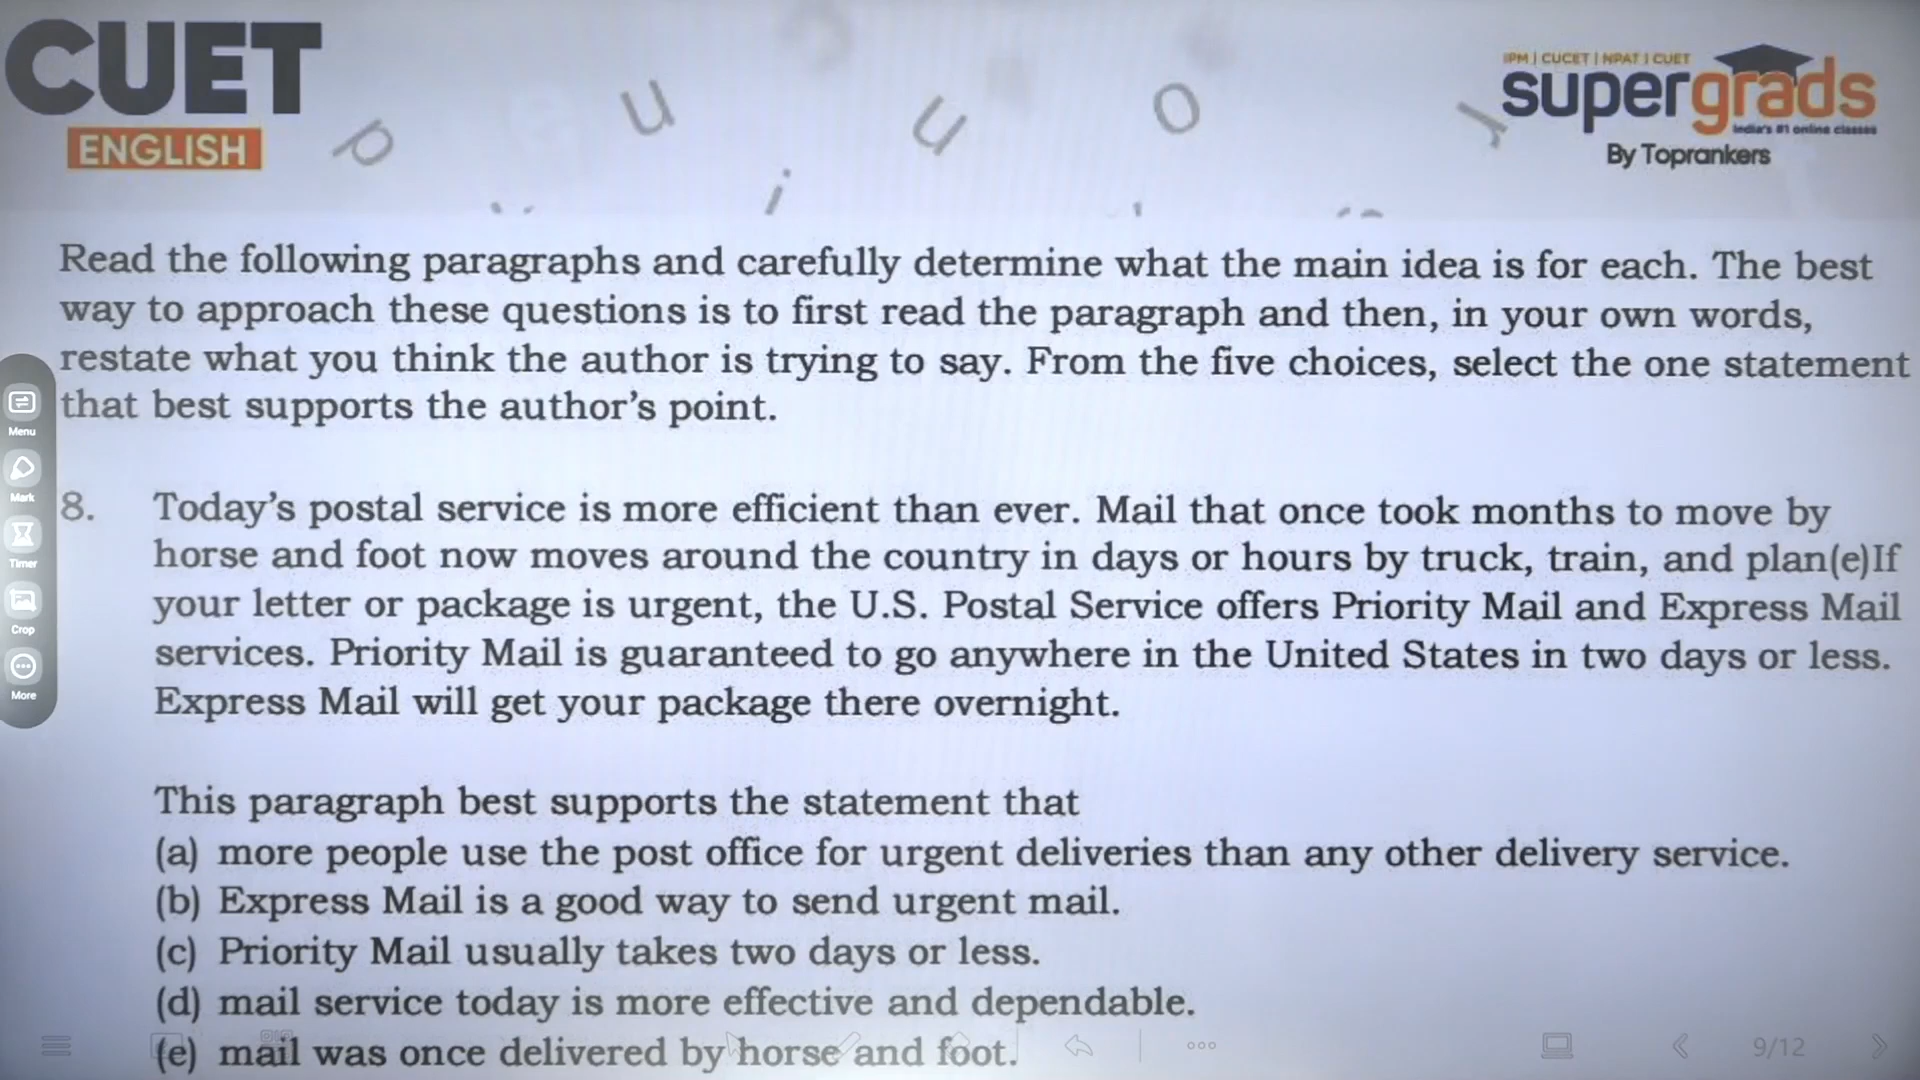 CUET
ENGLISH
IPM | CUCET | NPAT | CUET
supergrads
India's #1 online classes
By Toprankers
Read the following paragraphs and carefully determine what the main idea is for each. The best
way to approach these questions is to first read the paragraph and then, in your own words,
restate what you think the author is trying to say. From the five choices, select the one statement
that best supports the author's point.
Menu
Mark
Timer
Crop
More
8. Today's postal service is more efficient than ever. Mail that once took months to move by
horse and foot now moves around the country in days or hours by truck, train, and plan(e)If
your letter or package is urgent, the U.S. Postal Service offers Priority Mail and Express Mail
services. Priority Mail is guaranteed to go anywhere in the United States in two days or less.
Express Mail will get your package there overnight.
This paragraph best supports the statement that
(a) more people use the post office for urgent deliveries than any other delivery service.
(b) Express Mail is a good way to send urgent mail.
(c) Priority Mail usually takes two days or less.
(d) mail service today is more effective and dependable.
(e) mail was once delivered by horse and foot.
9/12